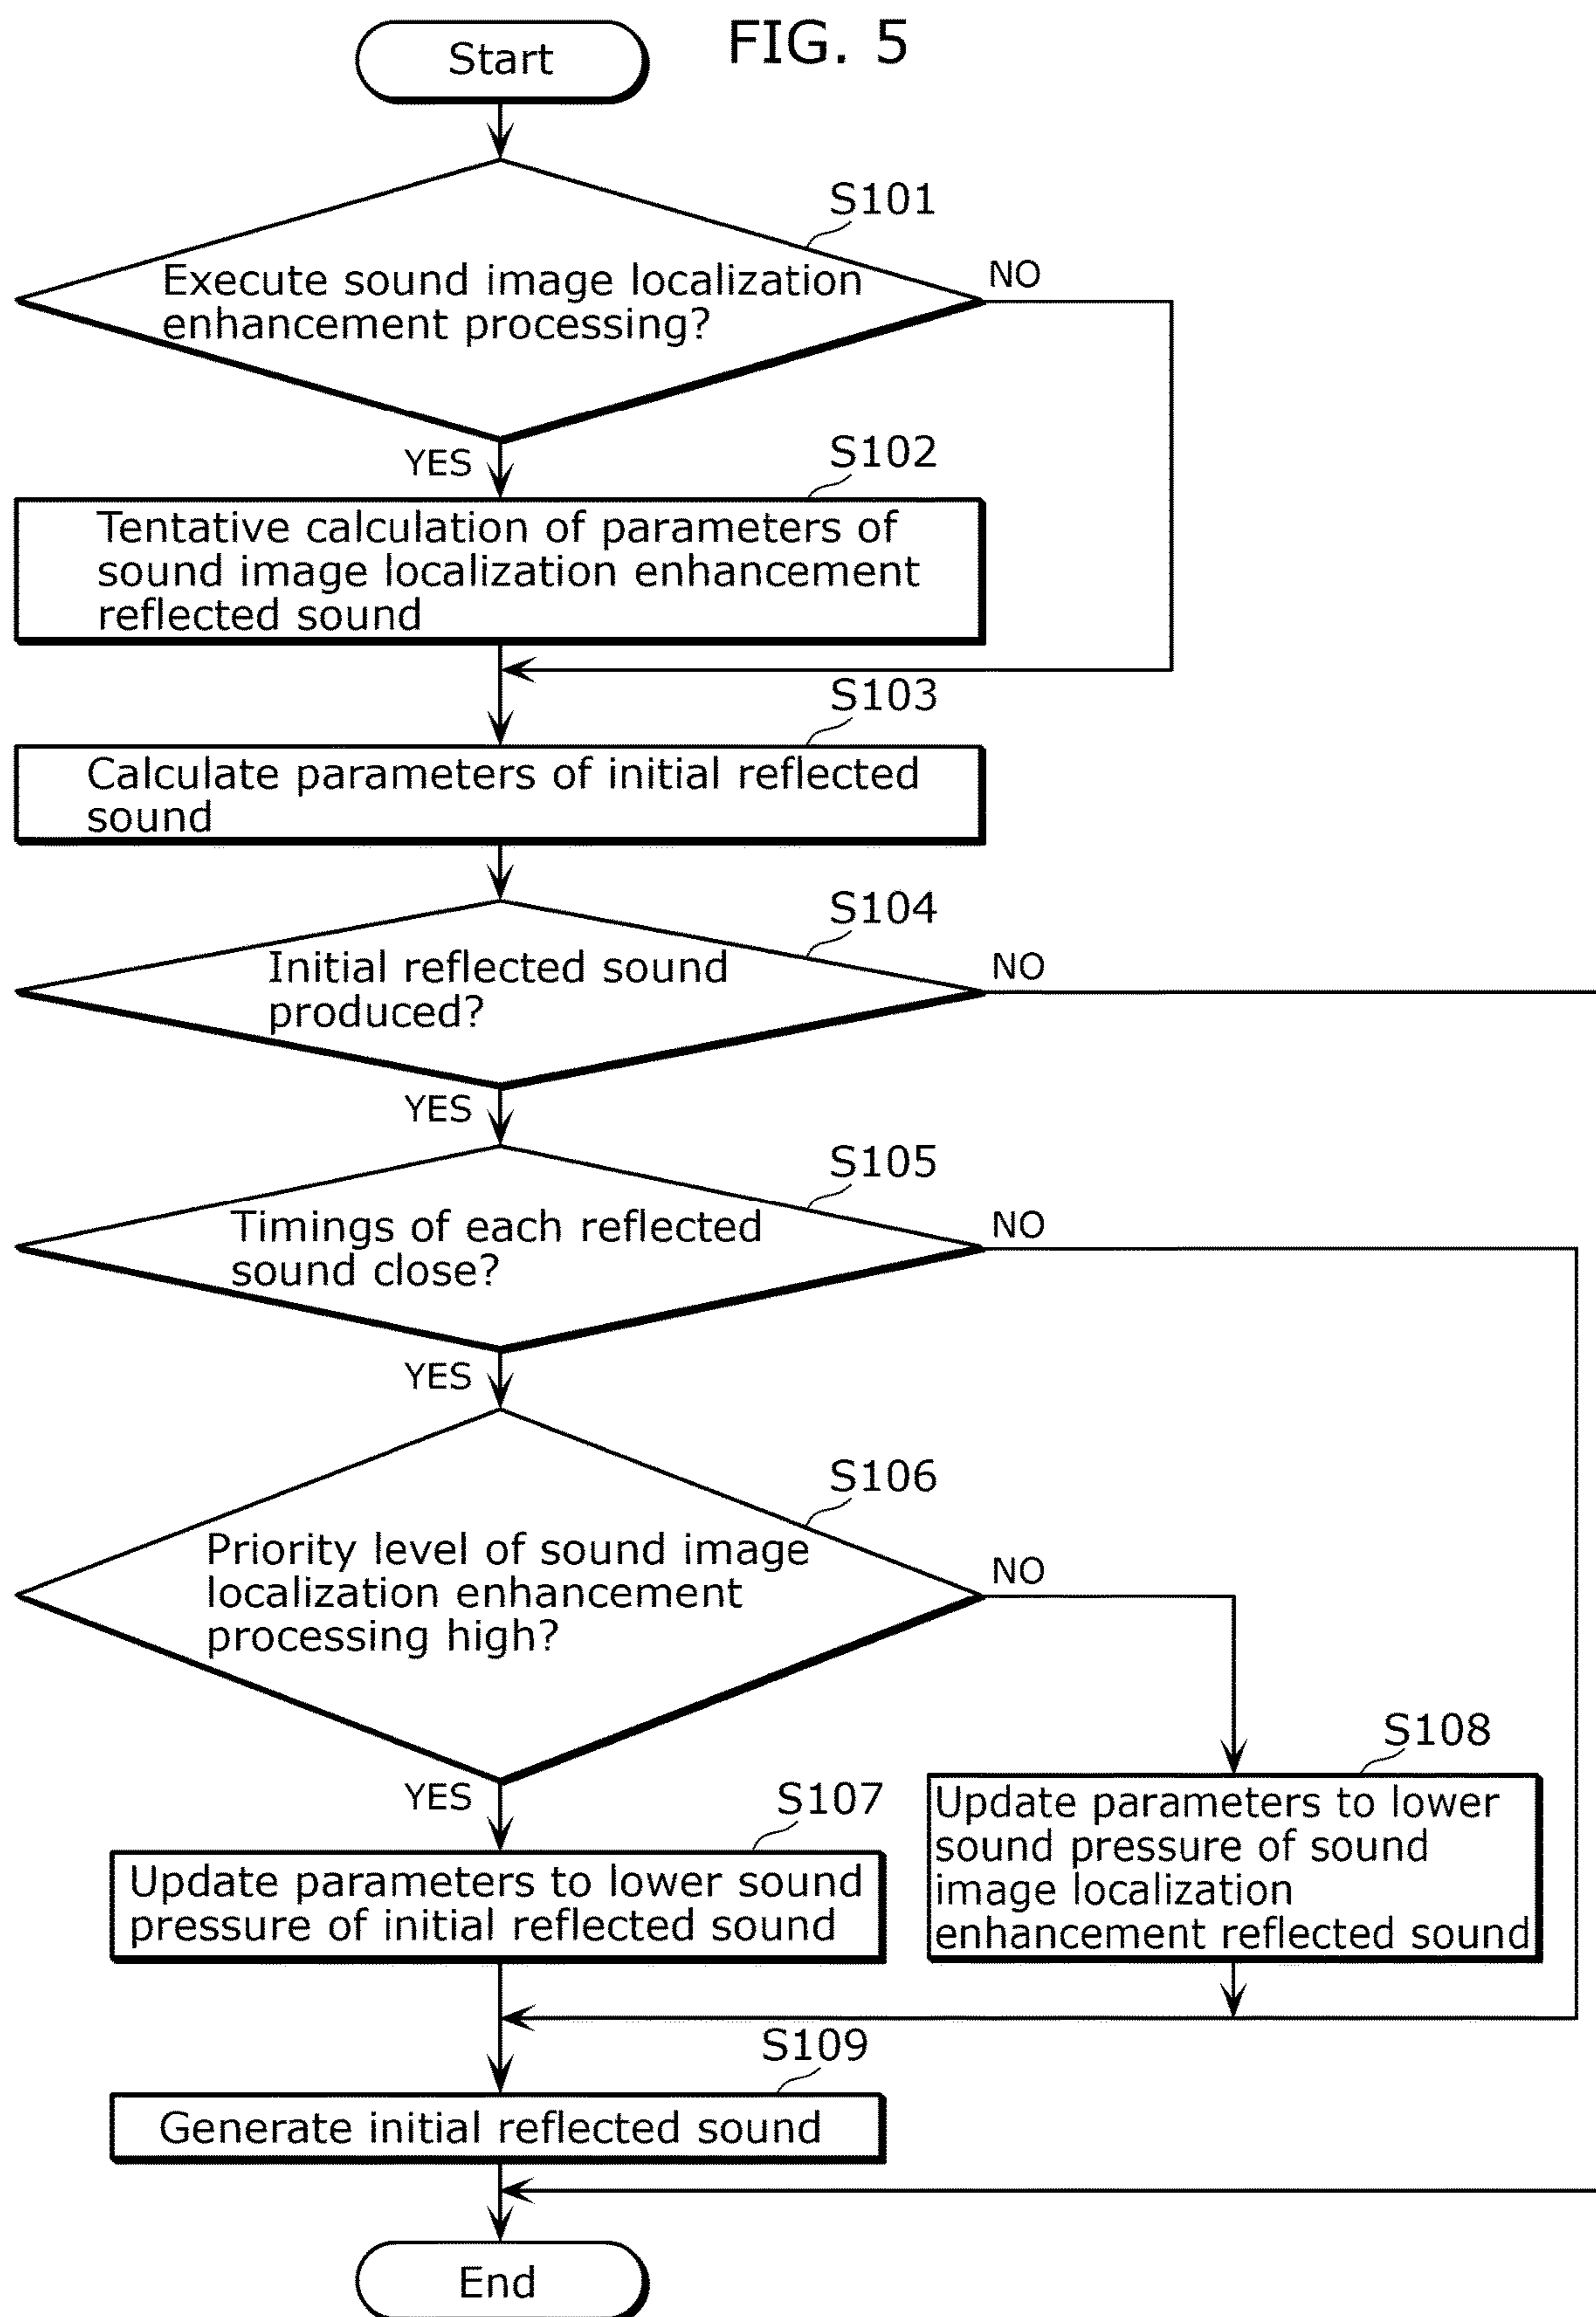 FIG. 5
Start
S101
Execute sound image localization
enhancement processing?
NO
YES
S102
Tentative calculation of parameters of
sound image localization enhancement
reflected sound
S103
Calculate parameters of initial reflected
sound
S104
Initial reflected sound
produced?
NO
YES
S105
Timings of each reflected
sound close?
NO
YES
S106
Priority level of sound image
localization enhancement
processing high?
NO
YES
S107
Update parameters to lower sound
pressure of initial reflected sound
S108
Update parameters to lower
sound pressure of sound
image localization
enhancement reflected sound
S109
Generate initial reflected sound
End